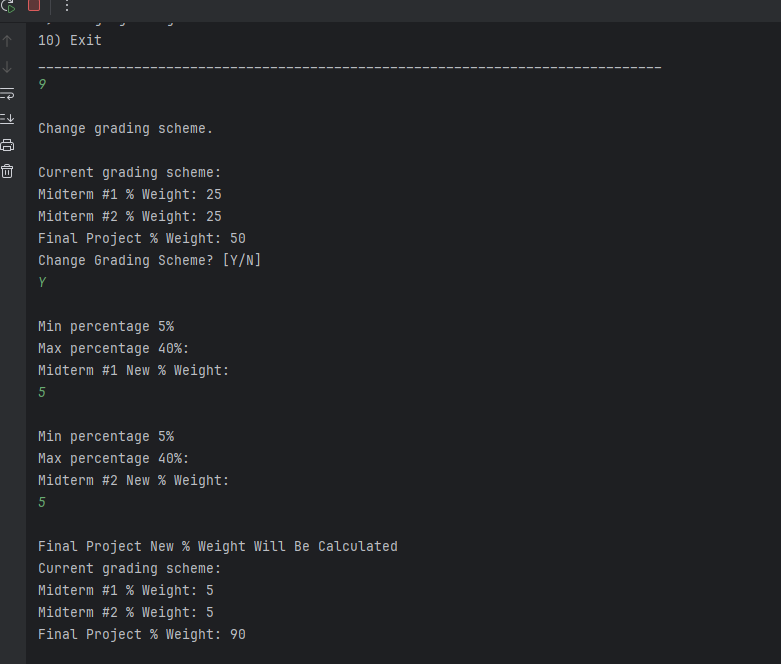 10) Exit
______________________________________________________________________________
9
Change grading scheme.
Current grading scheme:
Midterm #1 % Weight: 25
Midterm #2 % Weight: 25
Final Project % Weight: 50
Change Grading Scheme? [Y/N]
Y
Min percentage 5%
Max percentage 40%:
Midterm #1 New % Weight:
5
Min percentage 5%
Max percentage 40%:
Midterm #2 New % Weight:
5
Final Project New % Weight Will Be Calculated
Current grading scheme:
Midterm #1 % Weight: 5
Midterm #2 % Weight: 5
Final Project % Weight: 90